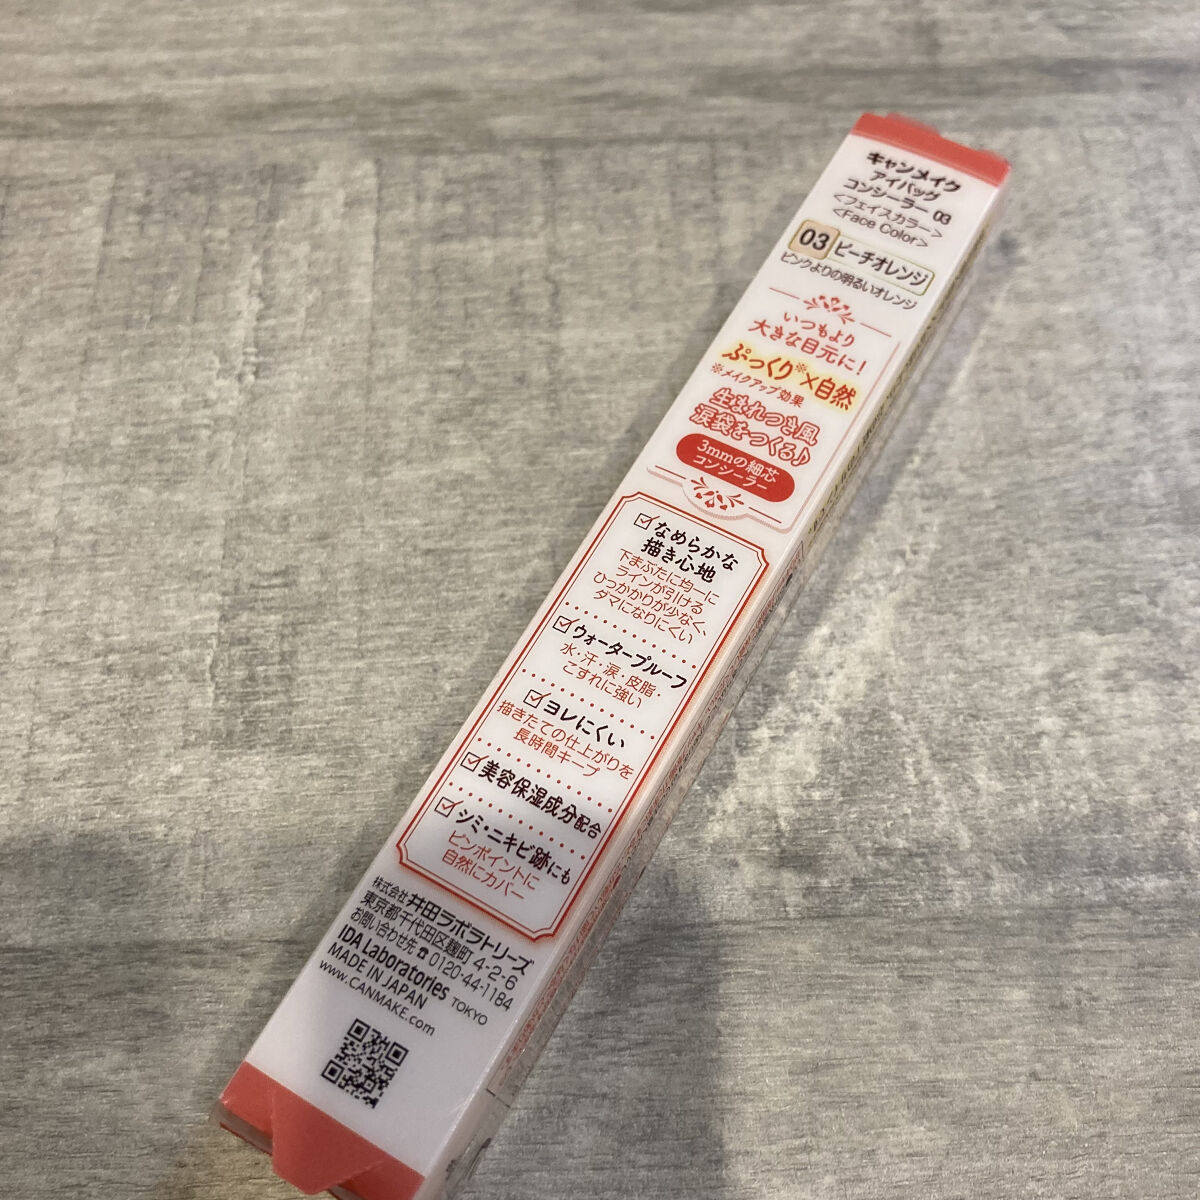 キャンメイク
アイバッグ
コンシーラー 03
<フェイスカラー>
<Face Color>
03 ピーチオレンジ
ピンクよりの明るいオレンジ
いつもより
大きな目元に!
ぷっくり※×自然
※メイクアップ効果
生まれつき風
涙袋をつくる♪
3mmの細芯
コンシーラー
なめらかな
描き心地
下まぶたに均一に
ラインが引ける
ひっかかりが少なく、
ダマになりにくい
ウォータープルーフ
水・汗・涙・皮脂・
こすれに強い
ヨレにくい
描きたての仕上がりを
長時間キープ
美容保湿成分配合
シミ・ニキビ跡にも
ピンポイントに
自然にカバー
株式会社 井田ラボラトリーズ
東京都千代田区麹町 4-2-6
お問い合わせ先 ☎ 0120-44-1184
IDA Laboratories TOKYO
MADE IN JAPAN
www.CANMAKE.com